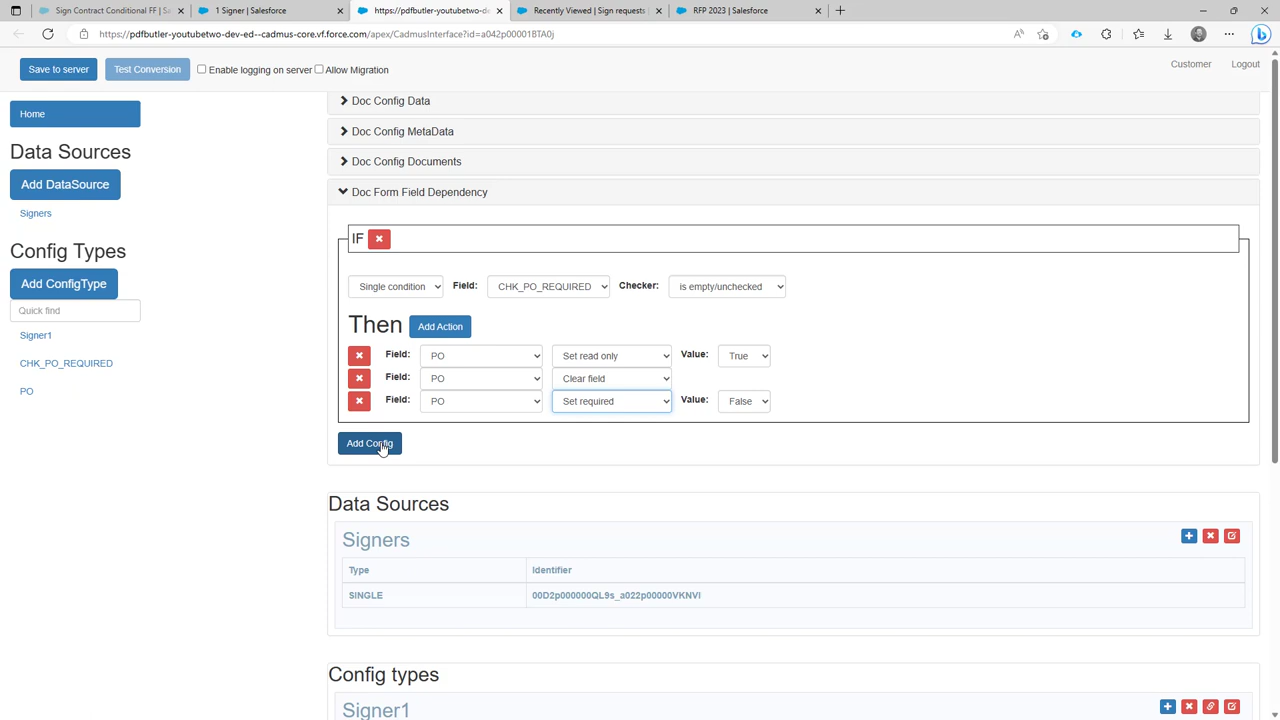 Sign Contract Conditional FF | Sa
1 Signer | Salesforce
https://pdfbutler-youtubetwo-de
Recently Viewed | Sign requests
RFP 2023 | Salesforce
https://pdfbutler-youtubetwo-dev-ed--cadmus-core.vf.force.com/apex/CadmusInterface?id=a042p00001BTA0j
Save to server
Test Conversion
Enable logging on server
Allow Migration
Customer
Logout
Home
Data Sources
Add DataSource
Signers
Config Types
Add ConfigType
Quick find
Signer1
CHK_PO_REQUIRED
PO
Doc Config Data
Doc Config MetaData
Doc Config Documents
Doc Form Field Dependency
IF
Single condition Field: CHK_PO_REQUIRED Checker: is empty/unchecked
Then Add Action
Field: PO Set read only Value: True
Field: PO Clear field
Field: PO Set required Value: False
Add Config
Data Sources
Signers
Type Identifier
SINGLE 00D2p000000QL9s_a022p00000VKNVI
Config types
Signer1